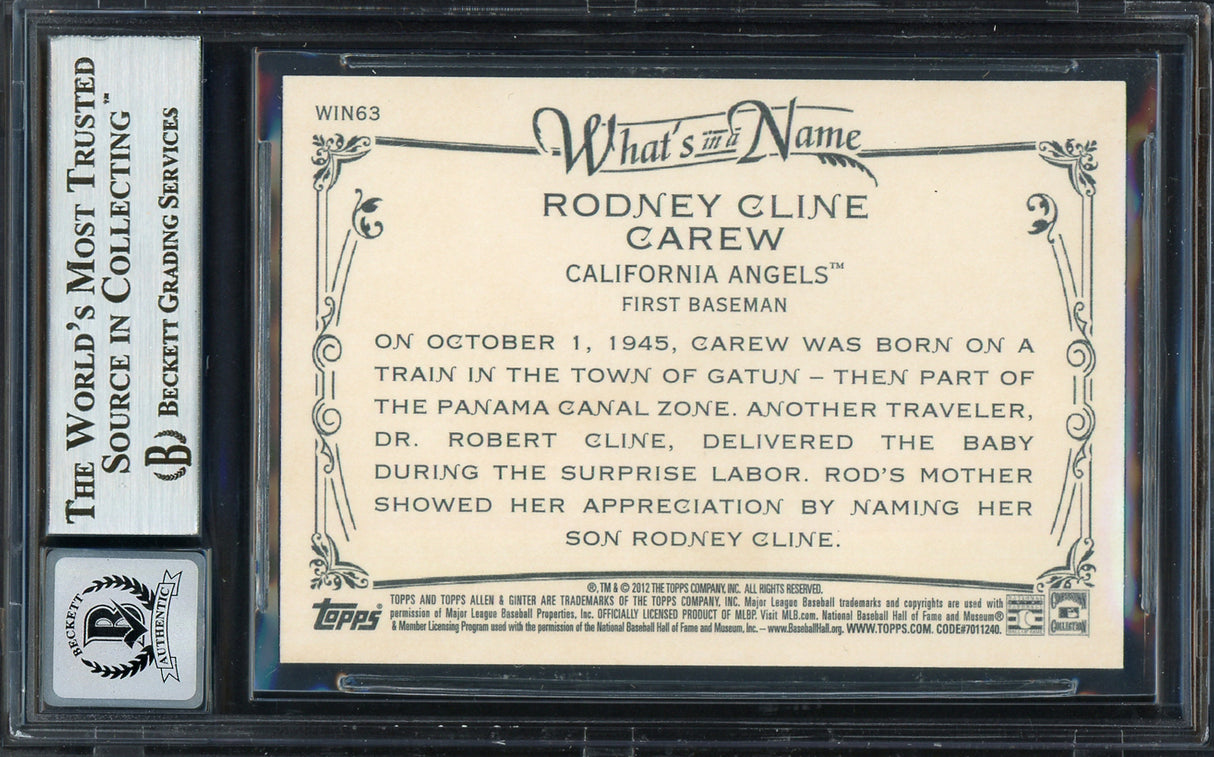 THE WORLD'S MOST TRUSTED
SOURCE IN COLLECTING™
BECKETT GRADING SERVICES
BECKETT
AUTHENTIC
WIN63
What's in a Name
RODNEY CLINE
CAREW
CALIFORNIA ANGELS™
FIRST BASEMAN
ON OCTOBER 1, 1945, CAREW WAS BORN ON A
TRAIN IN THE TOWN OF GATUN – THEN PART OF
THE PANAMA CANAL ZONE. ANOTHER TRAVELER,
DR. ROBERT CLINE, DELIVERED THE BABY
DURING THE SURPRISE LABOR. ROD'S MOTHER
SHOWED HER APPRECIATION BY NAMING HER
SON RODNEY CLINE.
®, TM & © 2012 THE TOPPS COMPANY, INC. ALL RIGHTS RESERVED.
TOPPS AND TOPPS ALLEN & GINTER ARE TRADEMARKS OF THE TOPPS COMPANY, INC. Major League Baseball trademarks and copyrights are used with
permission of Major League Baseball Properties, Inc. OFFICIALLY LICENSED PRODUCT OF MLBP. Visit MLB.com. National Baseball Hall of Fame and Museum®
& Member Licensing Program used with the permission of the National Baseball Hall of Fame and Museum, Inc. – www.BaseballHall.org. WWW.TOPPS.COM. CODE#7011240.
Topps
COOPERSTOWN
COLLECTION